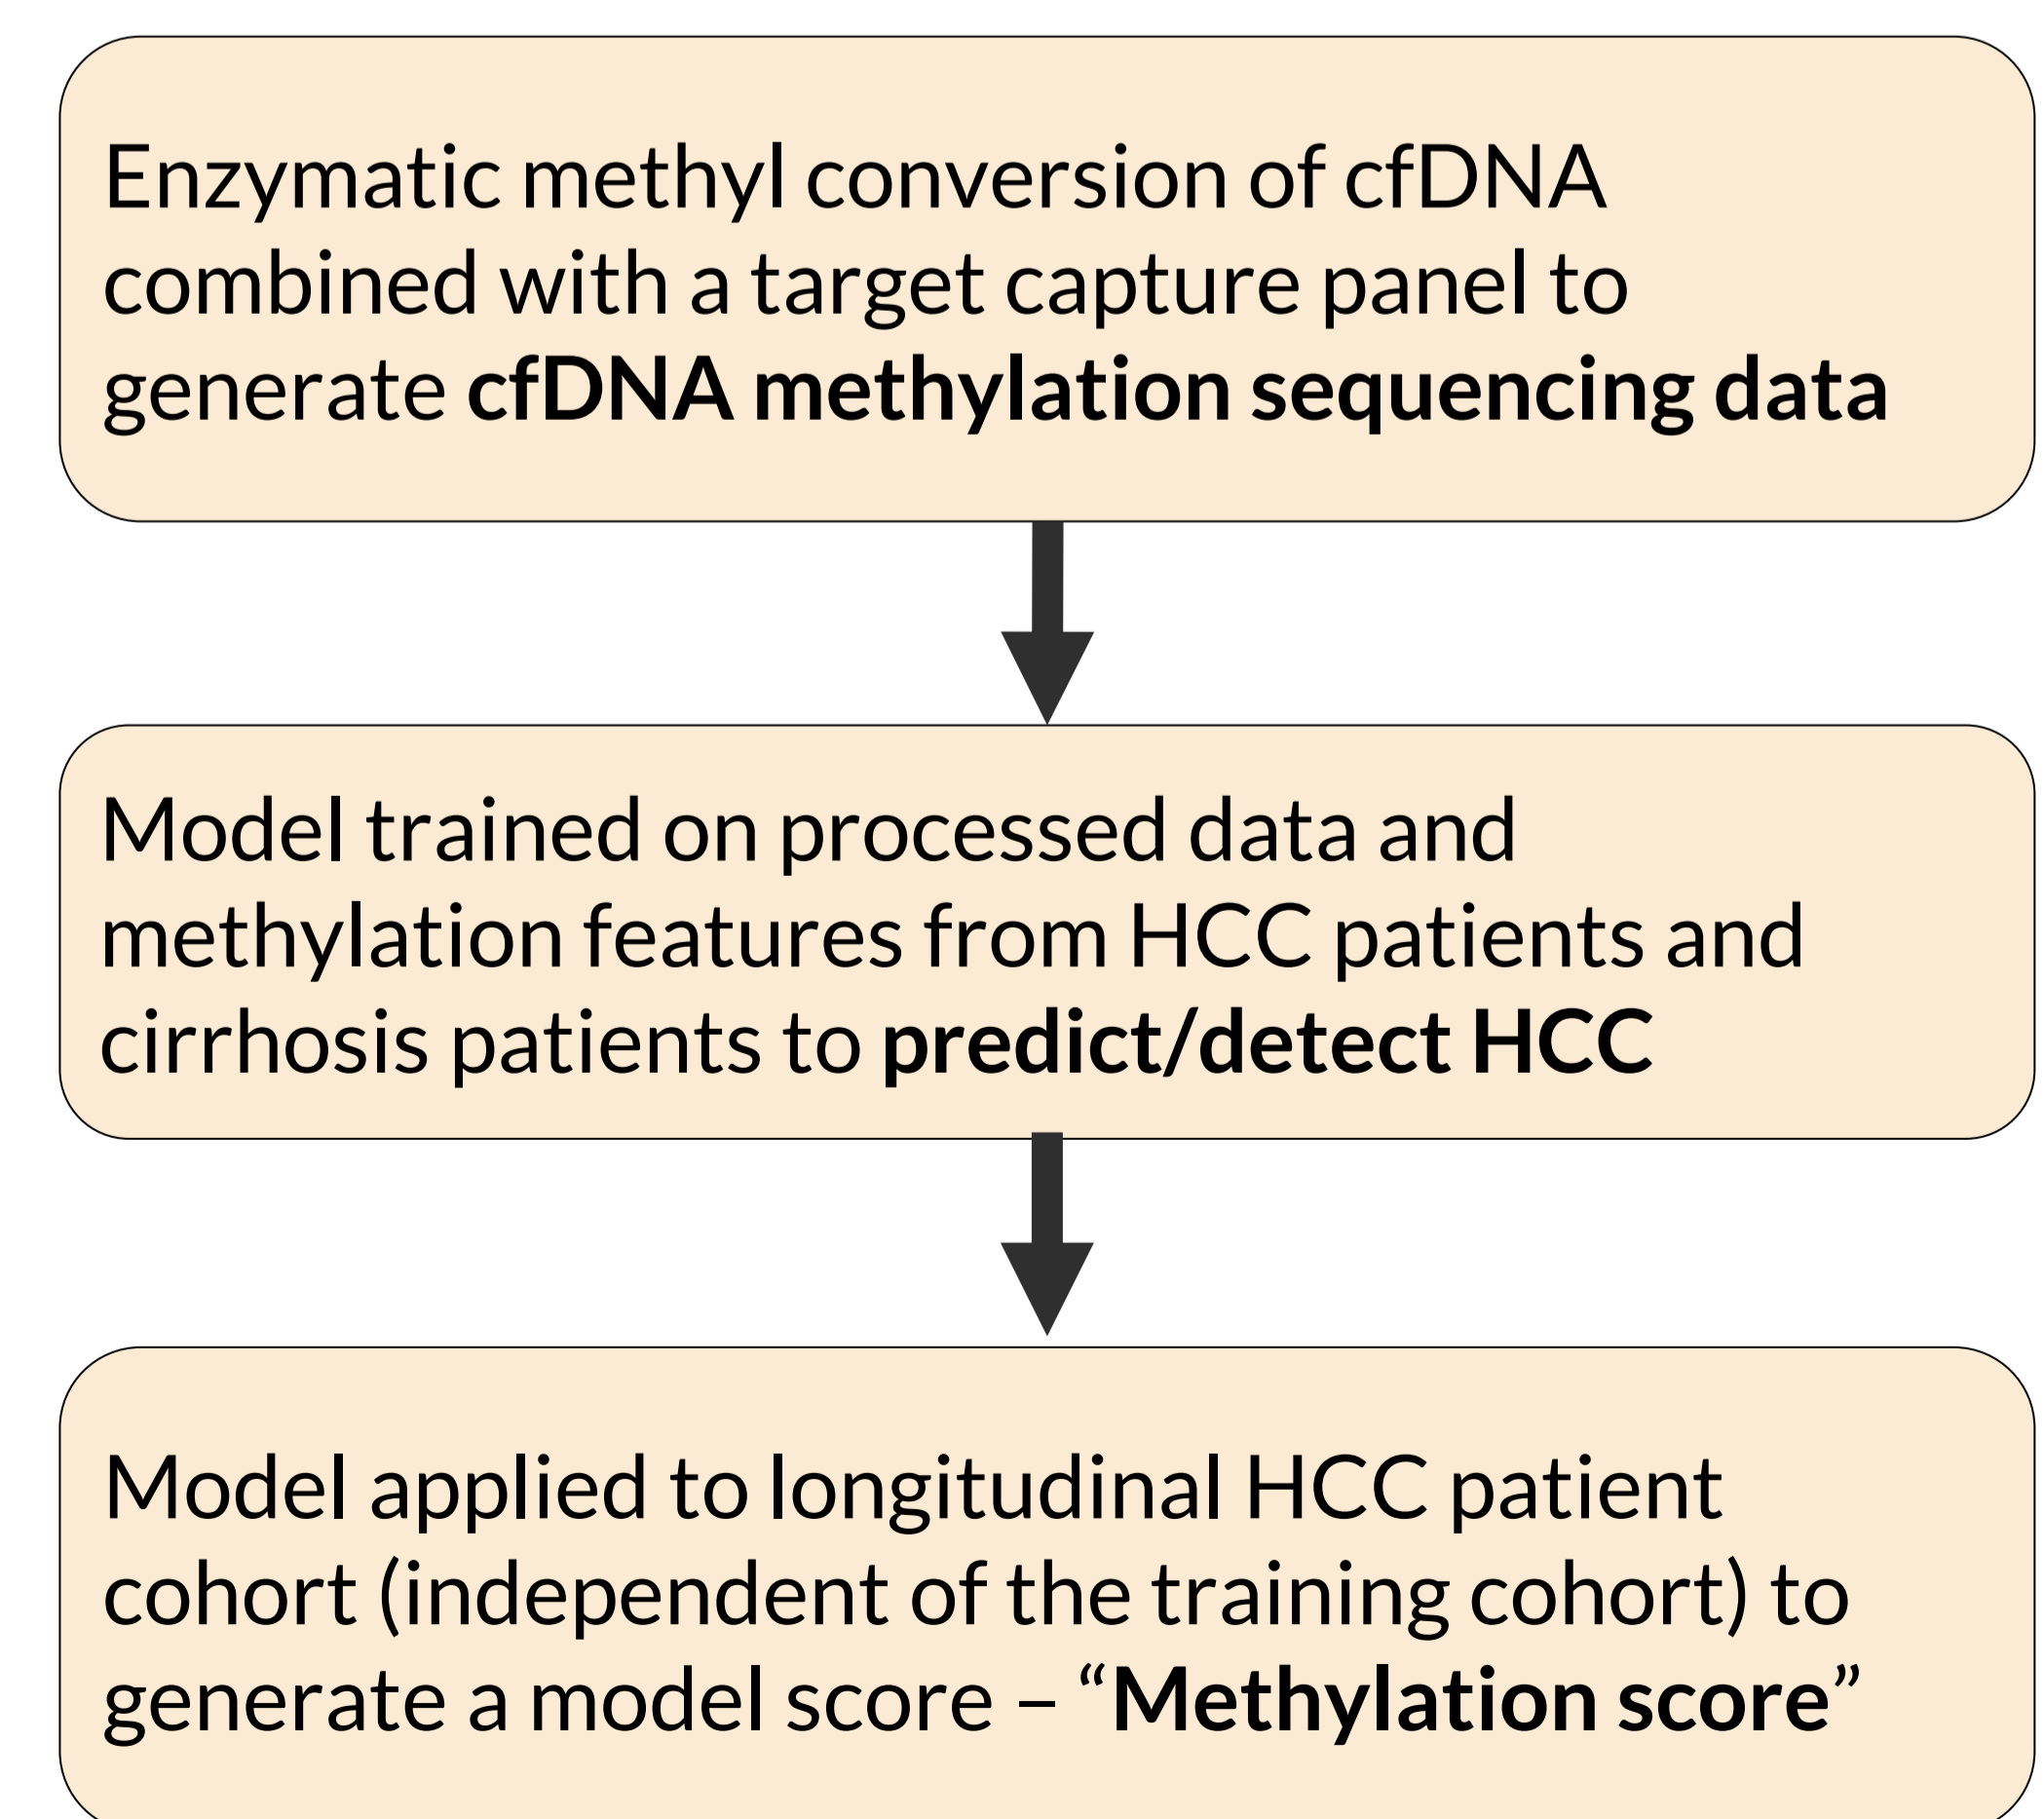 Enzymatic methyl conversion of cfDNA
combined with a target capture panel to
generate cfDNA methylation sequencing data
Model trained on processed data and
methylation features from HCC patients and
cirrhosis patients to predict/detect HCC
Model applied to longitudinal HCC patient
cohort (independent of the training cohort) to
generate a model score – “Methylation score”